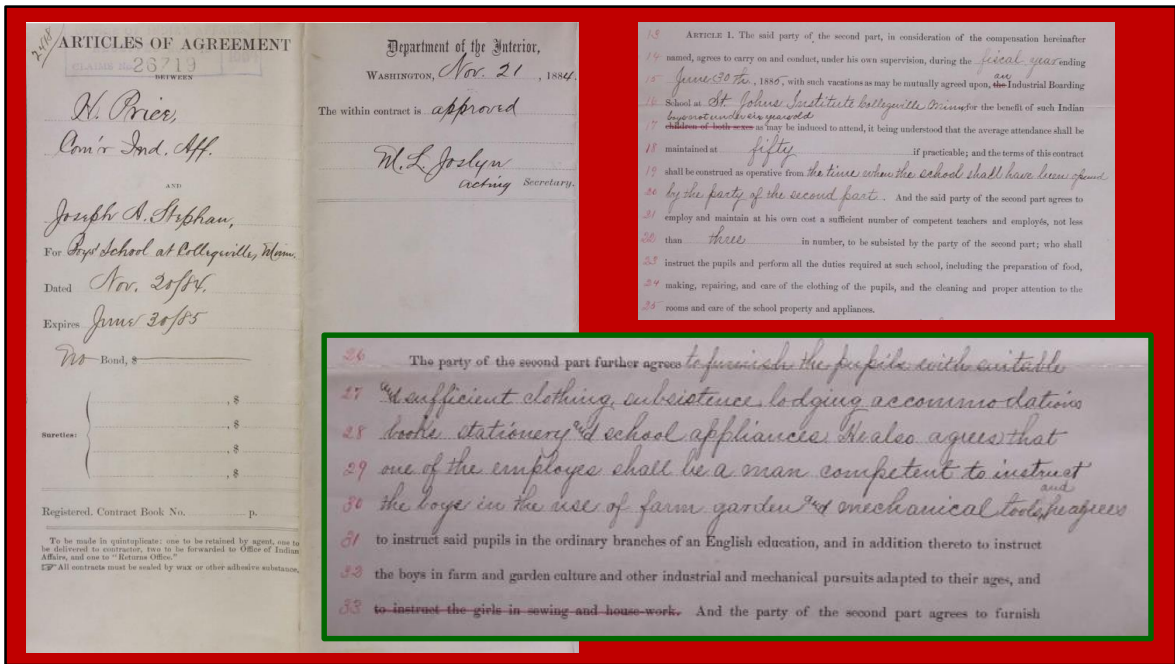 2418
ARTICLES OF AGREEMENT
CLAIMS No. 26719
BETWEEN
H. Price,
Com'r Ind. Aff.
AND
Joseph A. Stephan,
For Boys' School at Collegeville, Minn.
Dated Nov. 20/84.
Expires June 30/85
No Bond, $
, $
, $
Sureties:
, $
, $
Registered. Contract Book No. p.
To be made in quintuplicate: one to be retained by agent, one to
be delivered to contractor, two to be forwarded to Office of Indian
Affairs, and one to "Returns Office."
☞ All contracts must be sealed by wax or other adhesive substance.
Department of the Interior,
WASHINGTON, Nov. 21, 1884.
The within contract is approved
M. L. Joslyn
acting Secretary.
13 ARTICLE 1. The said party of the second part, in consideration of the compensation hereinafter
14 named, agrees to carry on and conduct, under his own supervision, during the fiscal year ending
15 June 30th, 1885, with such vacations as may be mutually agreed upon, the an Industrial Boarding
16 School at St. Johns Institute Collegeville Minn for the benefit of such Indian
boys not under six years old
17 children of both sexes as may be induced to attend, it being understood that the average attendance shall be
18 maintained at fifty if practicable; and the terms of this contract
19 shall be construed as operative from the time when the school shall have been opened
20 by the party of the second part. And the said party of the second part agrees to
21 employ and maintain at his own cost a sufficient number of competent teachers and employés, not less
22 than three in number, to be subsisted by the party of the second part; who shall
23 instruct the pupils and perform all the duties required at such school, including the preparation of food,
24 making, repairing, and care of the clothing of the pupils, and the cleaning and proper attention to the
25 rooms and care of the school property and appliances.
26 The party of the second part further agrees to furnish the pupils with suitable
27 and sufficient clothing, subsistence, lodging accommodations
28 books stationery and school appliances He also agrees that
29 one of the employes shall be a man competent to instruct
30 the boys in the use of farm garden and mechanical tools, and he agrees
31 to instruct said pupils in the ordinary branches of an English education, and in addition thereto to instruct
32 the boys in farm and garden culture and other industrial and mechanical pursuits adapted to their ages, and
33 to instruct the girls in sewing and house-work. And the party of the second part agrees to furnish